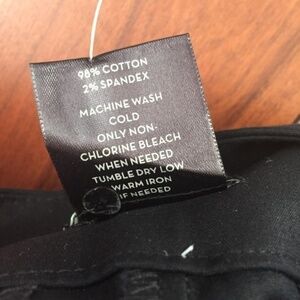 98% COTTON
2% SPANDEX
MACHINE WASH
COLD
ONLY NON-
CHLORINE BLEACH
WHEN NEEDED
TUMBLE DRY LOW
WARM IRON
IF NEEDED